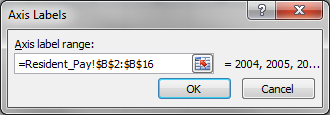 Axis Labels
Axis label range:
=Resident_Pay!$B$2:$B$16 = 2004, 2005, 20...
OK Cancel